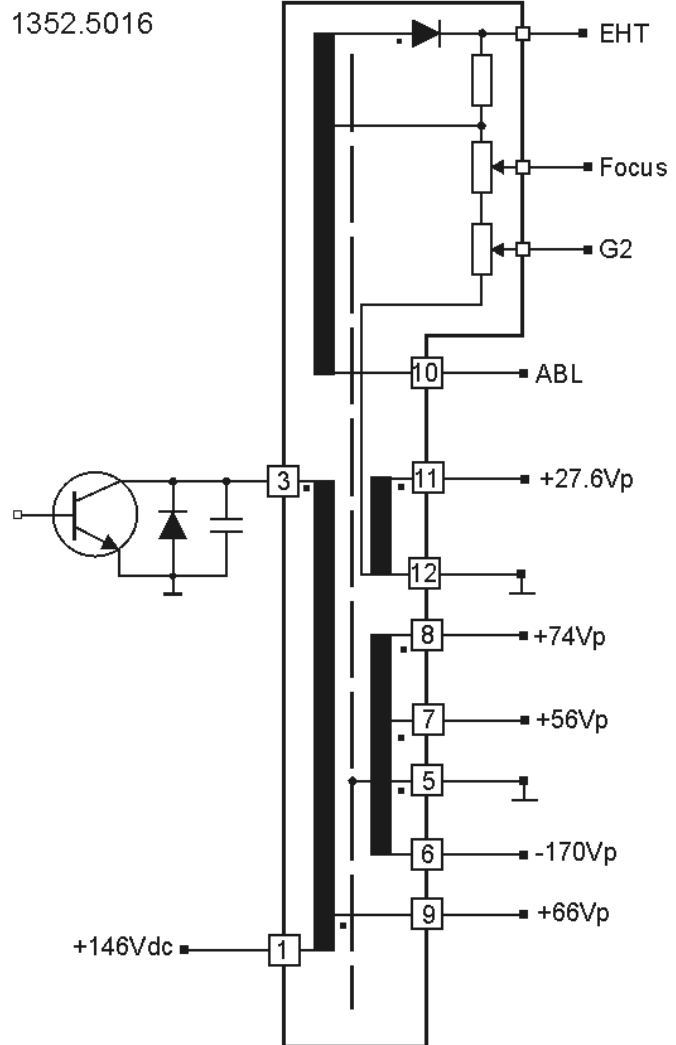 1352.5016
EHT
Focus
G2
10 ABL
3
11 +27.6Vp
12
8 +74Vp
7 +56Vp
5
6 -170Vp
9 +66Vp
+146Vdc 1